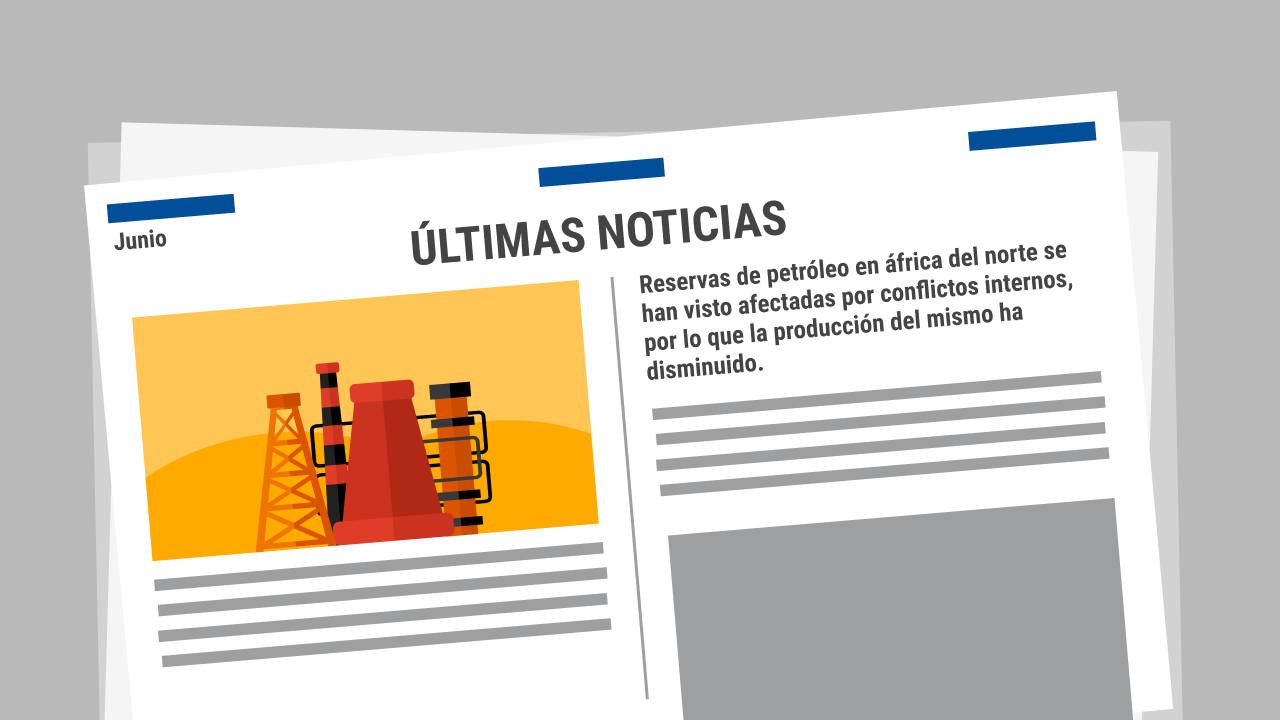 Junio
ÚLTIMAS NOTICIAS
Reservas de petróleo en áfrica del norte se
han visto afectadas por conflictos internos,
por lo que la producción del mismo ha
disminuido.